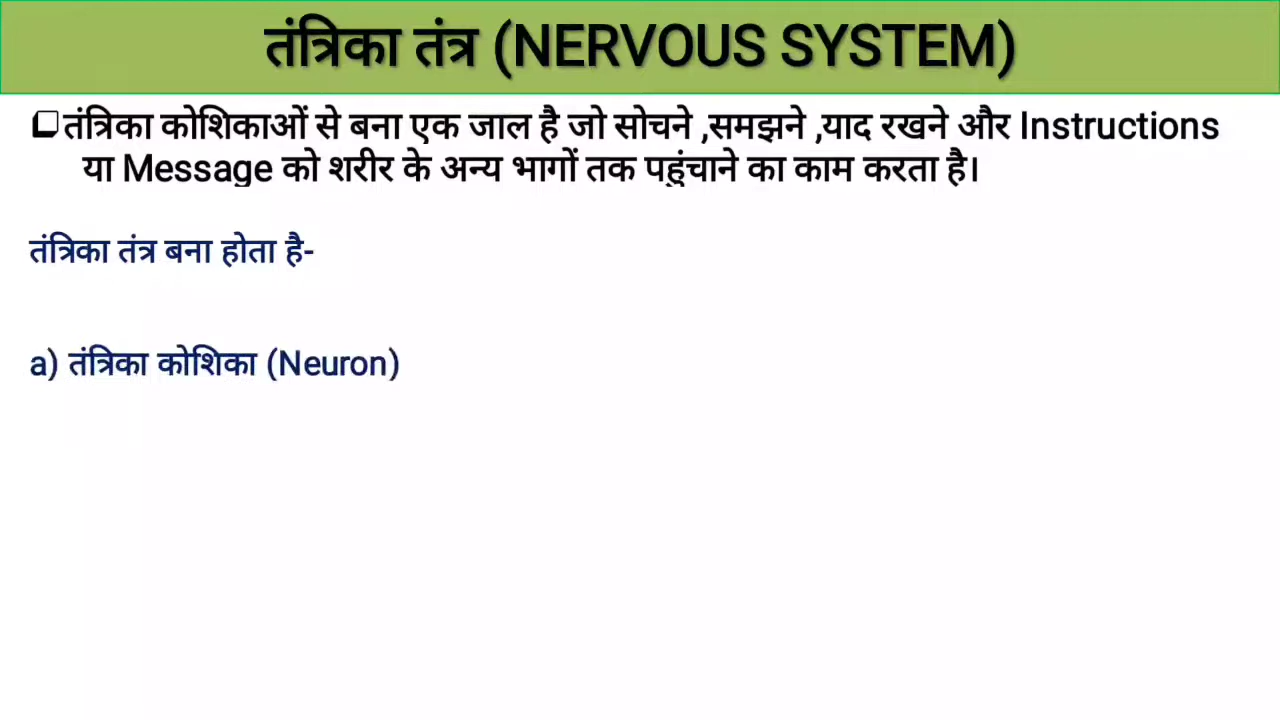 तंत्रिका तंत्र (NERVOUS SYSTEM)
❑तंत्रिका कोशिकाओं से बना एक जाल है जो सोचने ,समझने ,याद रखने और Instructions
या Message को शरीर के अन्य भागों तक पहुंचाने का काम करता है।
तंत्रिका तंत्र बना होता है-
a) तंत्रिका कोशिका (Neuron)